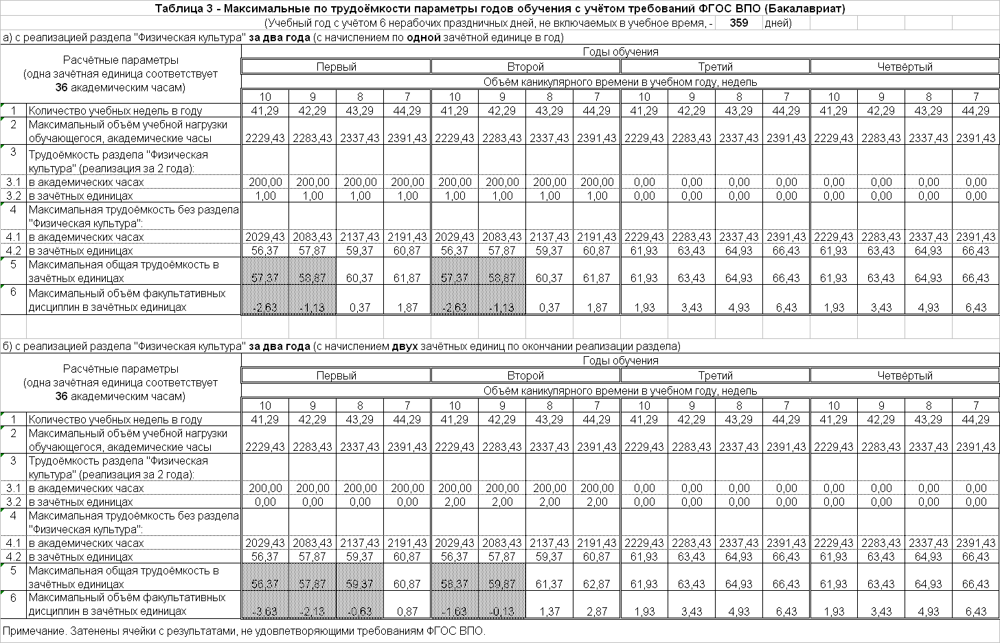 Таблица 3 - Максимальные по трудоёмкости параметры годов обучения с учётом требований ФГОС ВПО (Бакалавриат)
(Учебный год с учётом 6 нерабочих праздничных дней, не включаемых в учебное время, - 359 дней)
а) с реализацией раздела "Физическая культура" за два года (с начислением по одной зачётной единице в год)
Расчётные параметры
(одна зачётная единица соответствует
36 академическим часам)
Годы обучения
Первый Второй Третий Четвёртый
Объём каникулярного времени в учебном году, недель
10 9 8 7 10 9 8 7 10 9 8 7 10 9 8 7
1 Количество учебных недель в году 41,29 42,29 43,29 44,29 41,29 42,29 43,29 44,29 41,29 42,29 43,29 44,29 41,29 42,29 43,29 44,29
2 Максимальный объём учебной нагрузки
обучающегося, академические часы 2229,43 2283,43 2337,43 2391,43 2229,43 2283,43 2337,43 2391,43 2229,43 2283,43 2337,43 2391,43 2229,43 2283,43 2337,43 2391,43
3 Трудоёмкость раздела "Физическая
культура" (реализация за 2 года):
3.1 в академических часах 200,00 200,00 200,00 200,00 200,00 200,00 200,00 200,00 0,00 0,00 0,00 0,00 0,00 0,00 0,00 0,00
3.2 в зачётных единицах 1,00 1,00 1,00 1,00 1,00 1,00 1,00 1,00 0,00 0,00 0,00 0,00 0,00 0,00 0,00 0,00
4 Максимальная трудоёмкость без раздела
"Физическая культура":
4.1 в академических часах 2029,43 2083,43 2137,43 2191,43 2029,43 2083,43 2137,43 2191,43 2229,43 2283,43 2337,43 2391,43 2229,43 2283,43 2337,43 2391,43
4.2 в зачётных единицах 56,37 57,87 59,37 60,87 56,37 57,87 59,37 60,87 61,93 63,43 64,93 66,43 61,93 63,43 64,93 66,43
5 Максимальная общая трудоёмкость в
зачётных единицах 57,37 58,87 60,37 61,87 57,37 58,87 60,37 61,87 61,93 63,43 64,93 66,43 61,93 63,43 64,93 66,43
6 Максимальный объём факультативных
дисциплин в зачётных единицах -2,63 -1,13 0,37 1,87 -2,63 -1,13 0,37 1,87 1,93 3,43 4,93 6,43 1,93 3,43 4,93 6,43
б) с реализацией раздела "Физическая культура" за два года (с начислением двух зачётных единиц по окончании реализации раздела)
Расчётные параметры
(одна зачётная единица соответствует
36 академическим часам)
Годы обучения
Первый Второй Третий Четвёртый
Объём каникулярного времени в учебном году, недель
10 9 8 7 10 9 8 7 10 9 8 7 10 9 8 7
1 Количество учебных недель в году 41,29 42,29 43,29 44,29 41,29 42,29 43,29 44,29 41,29 42,29 43,29 44,29 41,29 42,29 43,29 44,29
2 Максимальный объём учебной нагрузки
обучающегося, академические часы 2229,43 2283,43 2337,43 2391,43 2229,43 2283,43 2337,43 2391,43 2229,43 2283,43 2337,43 2391,43 2229,43 2283,43 2337,43 2391,43
3 Трудоёмкость раздела "Физическая
культура" (реализация за 2 года):
3.1 в академических часах 200,00 200,00 200,00 200,00 200,00 200,00 200,00 200,00 0,00 0,00 0,00 0,00 0,00 0,00 0,00 0,00
3.2 в зачётных единицах 0,00 0,00 0,00 0,00 2,00 2,00 2,00 2,00 0,00 0,00 0,00 0,00 0,00 0,00 0,00 0,00
4 Максимальная трудоёмкость без раздела
"Физическая культура":
4.1 в академических часах 2029,43 2083,43 2137,43 2191,43 2029,43 2083,43 2137,43 2191,43 2229,43 2283,43 2337,43 2391,43 2229,43 2283,43 2337,43 2391,43
4.2 в зачётных единицах 56,37 57,87 59,37 60,87 56,37 57,87 59,37 60,87 61,93 63,43 64,93 66,43 61,93 63,43 64,93 66,43
5 Максимальная общая трудоёмкость в
зачётных единицах 56,37 57,87 59,37 60,87 58,37 59,87 61,37 62,87 61,93 63,43 64,93 66,43 61,93 63,43 64,93 66,43
6 Максимальный объём факультативных
дисциплин в зачётных единицах -3,63 -2,13 -0,63 0,87 -1,63 -0,13 1,37 2,87 1,93 3,43 4,93 6,43 1,93 3,43 4,93 6,43
Примечание. Затенены ячейки с результатами, не удовлетворяющими требованиям ФГОС ВПО.